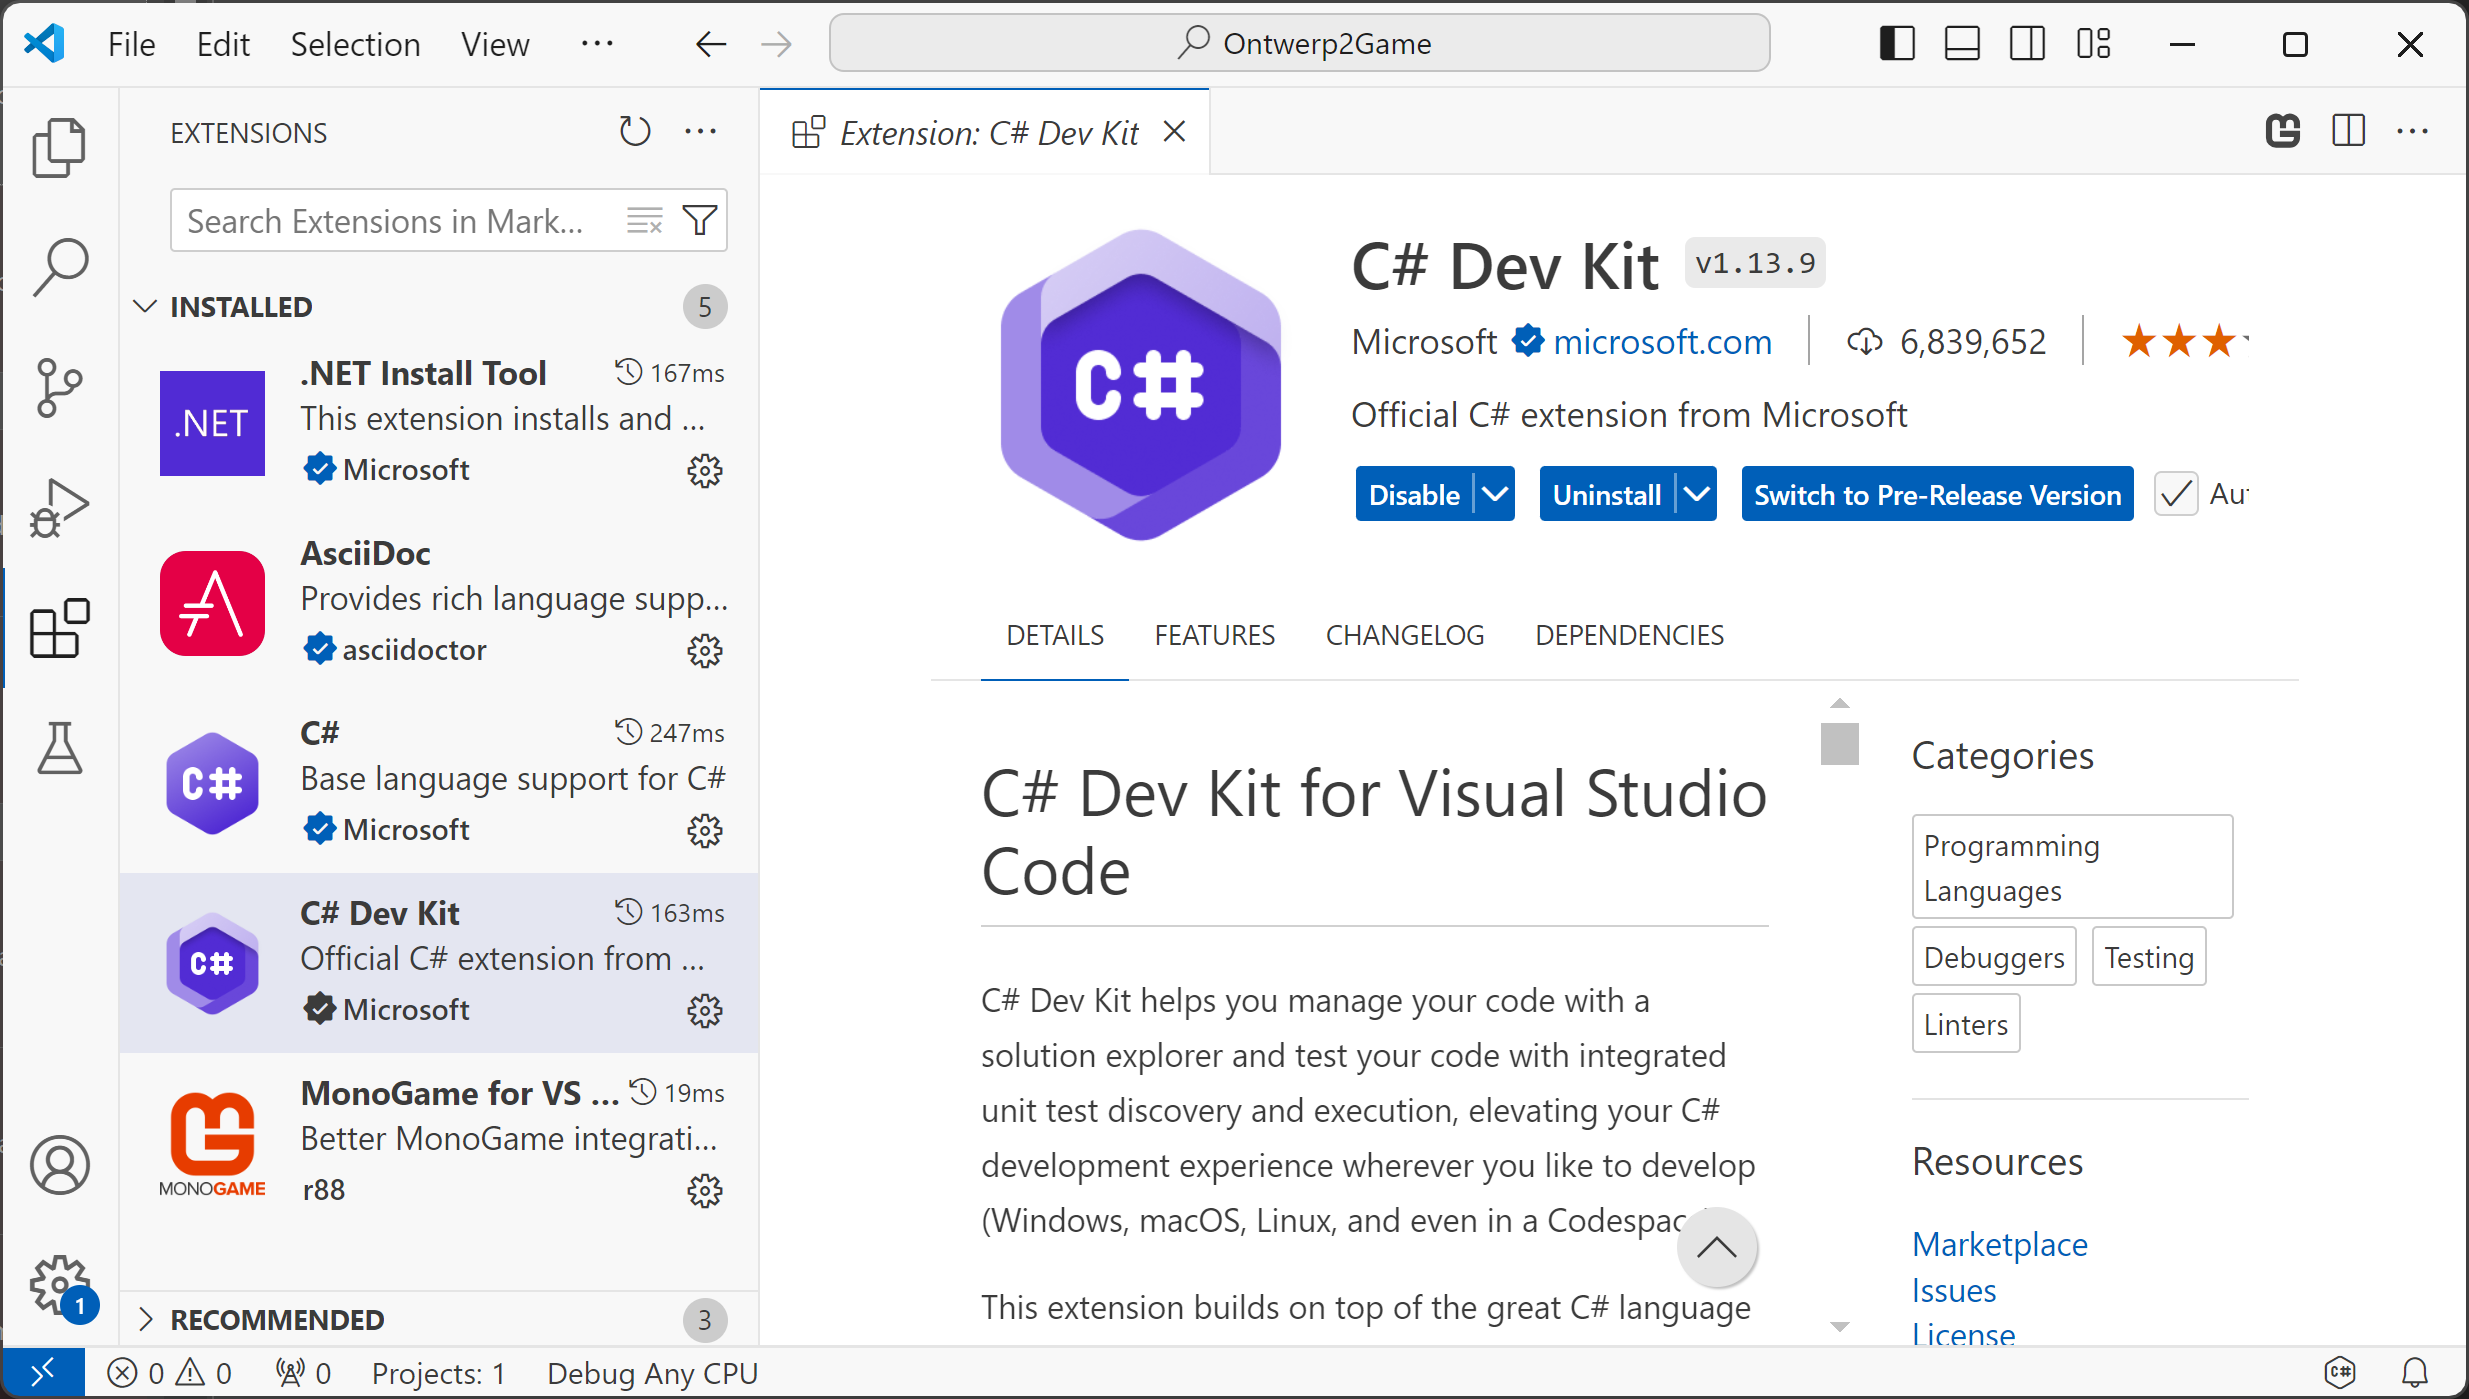 File Edit Selection View ...
Ontwerp2Game
EXTENSIONS
Search Extensions in Mark...
INSTALLED 5
.NET
.NET Install Tool 167ms
This extension installs and ...
Microsoft
AsciiDoc
Provides rich language supp...
asciidoctor
C#
C# 247ms
Base language support for C#
Microsoft
C#
C# Dev Kit 163ms
Official C# extension from ...
Microsoft
MONOGAME
MonoGame for VS ... 19ms
Better MonoGame integrati...
r88
1
RECOMMENDED 3
Extension: C# Dev Kit
C#
C# Dev Kit v1.13.9
Microsoft microsoft.com 6,839,652
Official C# extension from Microsoft
Disable Uninstall Switch to Pre-Release Version
DETAILS FEATURES CHANGELOG DEPENDENCIES
C# Dev Kit for Visual Studio
Code
C# Dev Kit helps you manage your code with a
solution explorer and test your code with integrated
unit test discovery and execution, elevating your C#
development experience wherever you like to develop
(Windows, macOS, Linux, and even in a
This extension builds on top of the great C# language
Categories
Programming
Languages
Debuggers Testing
Linters
Resources
Marketplace
Issues
License
0 0 0 Projects: 1 Debug Any CPU
C#